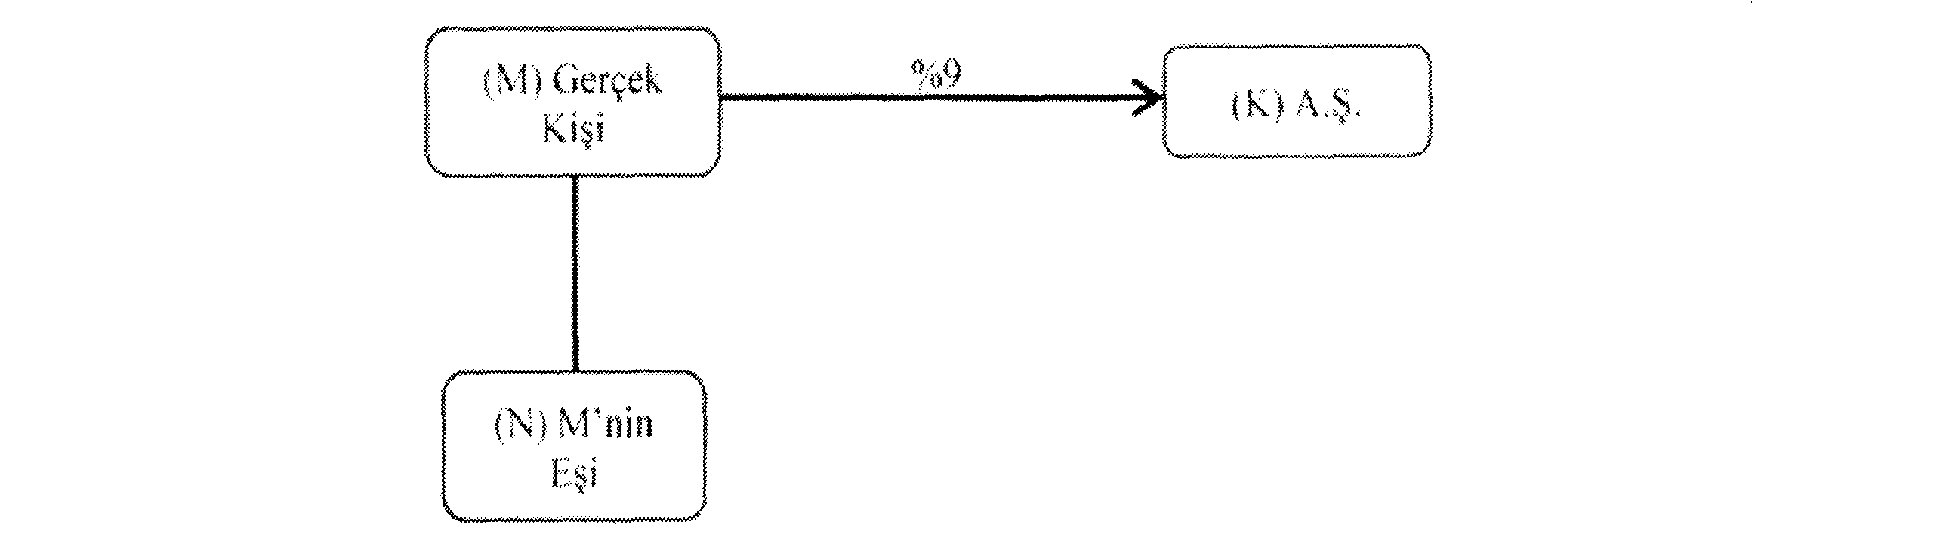 (M) Gerçek
Kişi
%9
(K) A.Ş.
(N) M'nin
Eşi